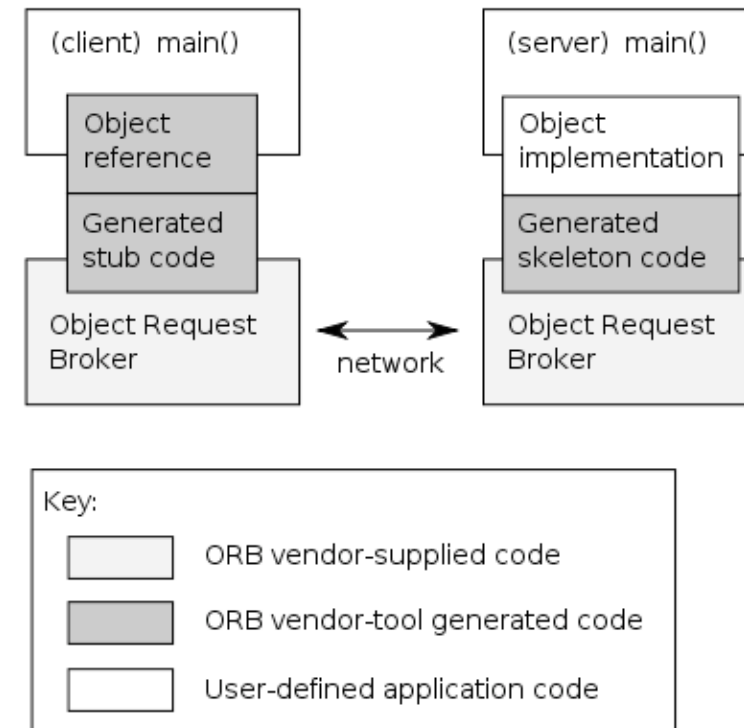 (client) main()
Object
reference
Generated
stub code
Object Request
Broker
network
(server) main()
Object
implementation
Generated
skeleton code
Object Request
Broker
Key:
ORB vendor-supplied code
ORB vendor-tool generated code
User-defined application code